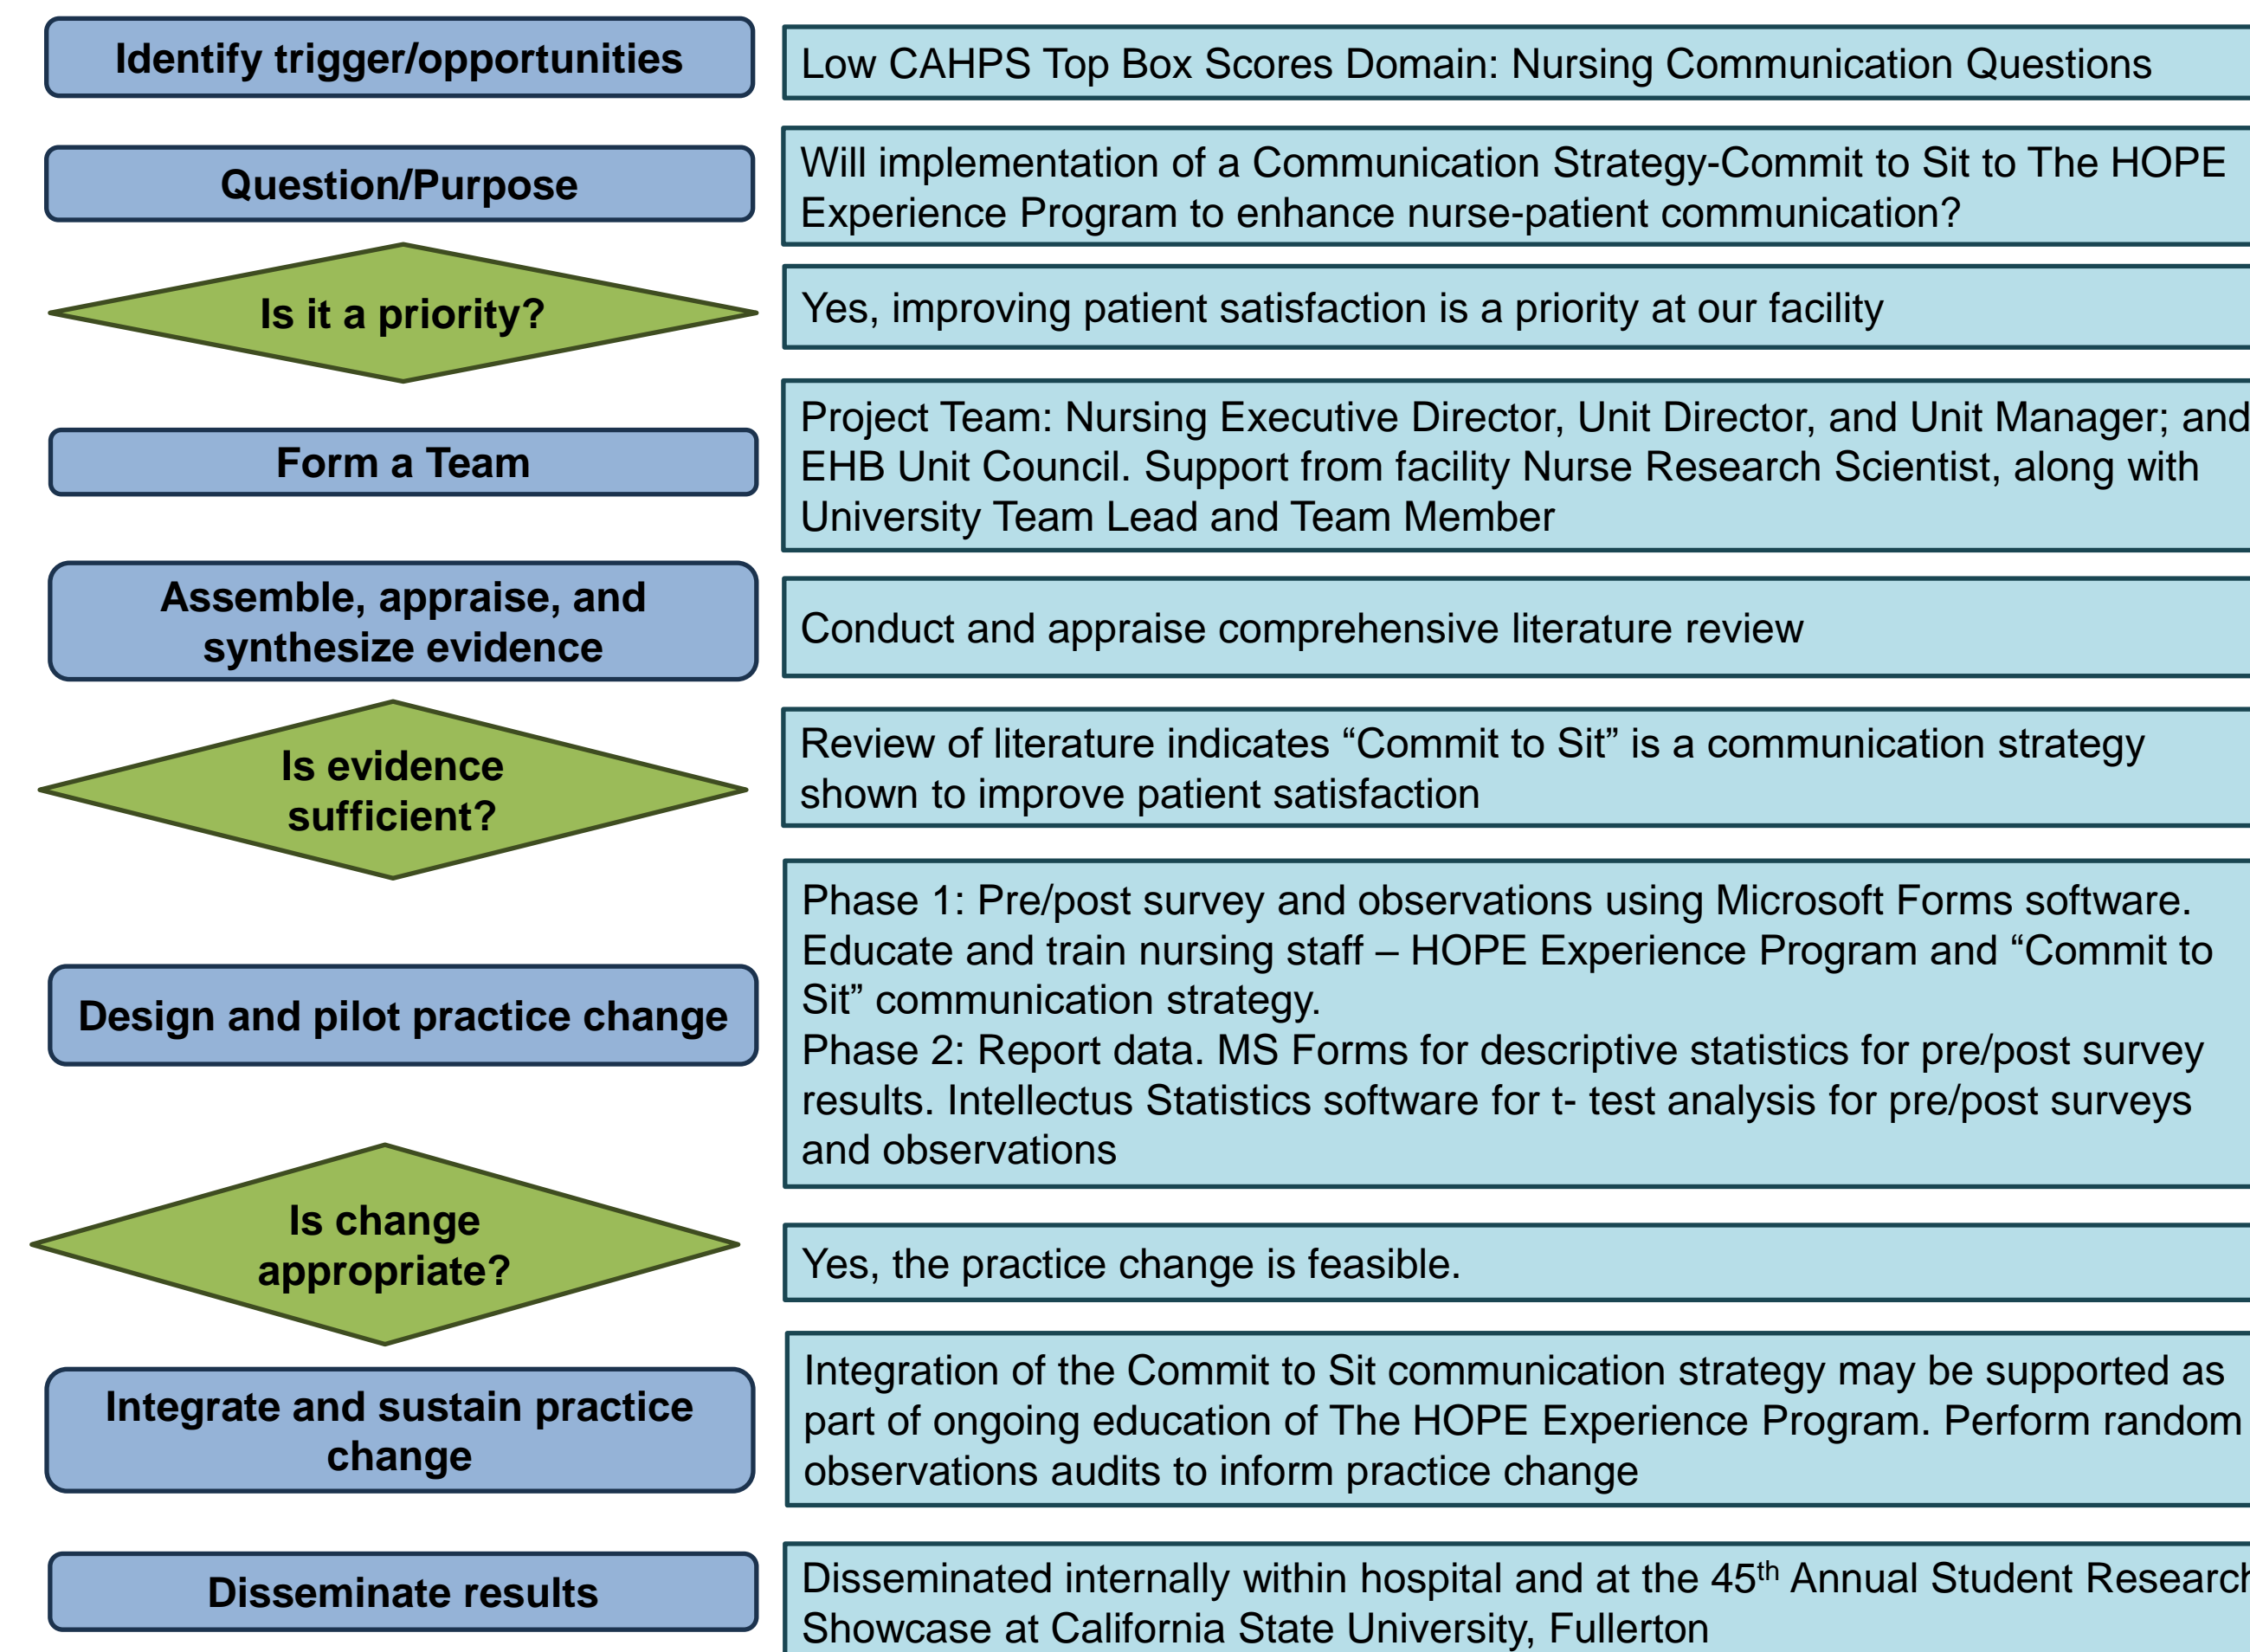 Identify trigger/opportunities
Low CAHPS Top Box Scores Domain: Nursing Communication Questions
Question/Purpose
Will implementation of a Communication Strategy-Commit to Sit to The HOPE
Experience Program to enhance nurse-patient communication?
Is it a priority?
Yes, improving patient satisfaction is a priority at our facility
Form a Team
Project Team: Nursing Executive Director, Unit Director, and Unit Manager; and
EHB Unit Council. Support from facility Nurse Research Scientist, along with
University Team Lead and Team Member
Assemble, appraise, and
synthesize evidence
Conduct and appraise comprehensive literature review
Is evidence
sufficient?
Review of literature indicates “Commit to Sit” is a communication strategy
shown to improve patient satisfaction
Design and pilot practice change
Phase 1: Pre/post survey and observations using Microsoft Forms software.
Educate and train nursing staff – HOPE Experience Program and “Commit to
Sit” communication strategy.
Phase 2: Report data. MS Forms for descriptive statistics for pre/post survey
results. Intellectus Statistics software for t- test analysis for pre/post surveys
and observations
Is change
appropriate?
Yes, the practice change is feasible.
Integrate and sustain practice
change
Integration of the Commit to Sit communication strategy may be supported as
part of ongoing education of The HOPE Experience Program. Perform random
observations audits to inform practice change
Disseminate results
Disseminated internally within hospital and at the 45th Annual Student Research
Showcase at California State University, Fullerton